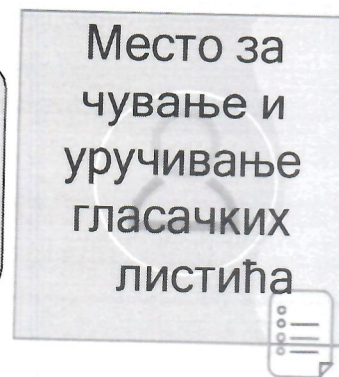 Место за
чување и
уручивање
гласачких
листића